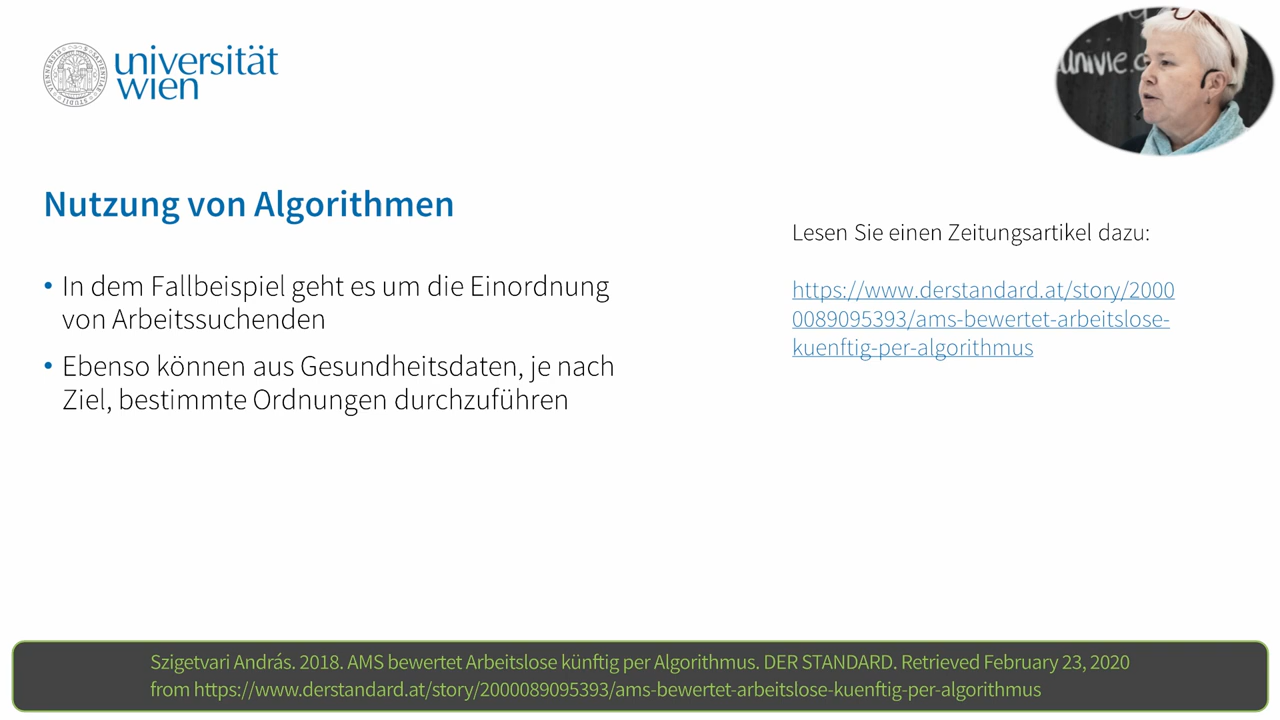 universität
wien
univie.
Nutzung von Algorithmen
• In dem Fallbeispiel geht es um die Einordnung
von Arbeitssuchenden
• Ebenso können aus Gesundheitsdaten, je nach
Ziel, bestimmte Ordnungen durchzuführen
Lesen Sie einen Zeitungsartikel dazu:
https://www.derstandard.at/story/2000
0089095393/ams-bewertet-arbeitslose-
kuenftig-per-algorithmus
Szigetvari András. 2018. AMS bewertet Arbeitslose künftig per Algorithmus. DER STANDARD. Retrieved February 23, 2020
from https://www.derstandard.at/story/2000089095393/ams-bewertet-arbeitslose-kuenftig-per-algorithmus